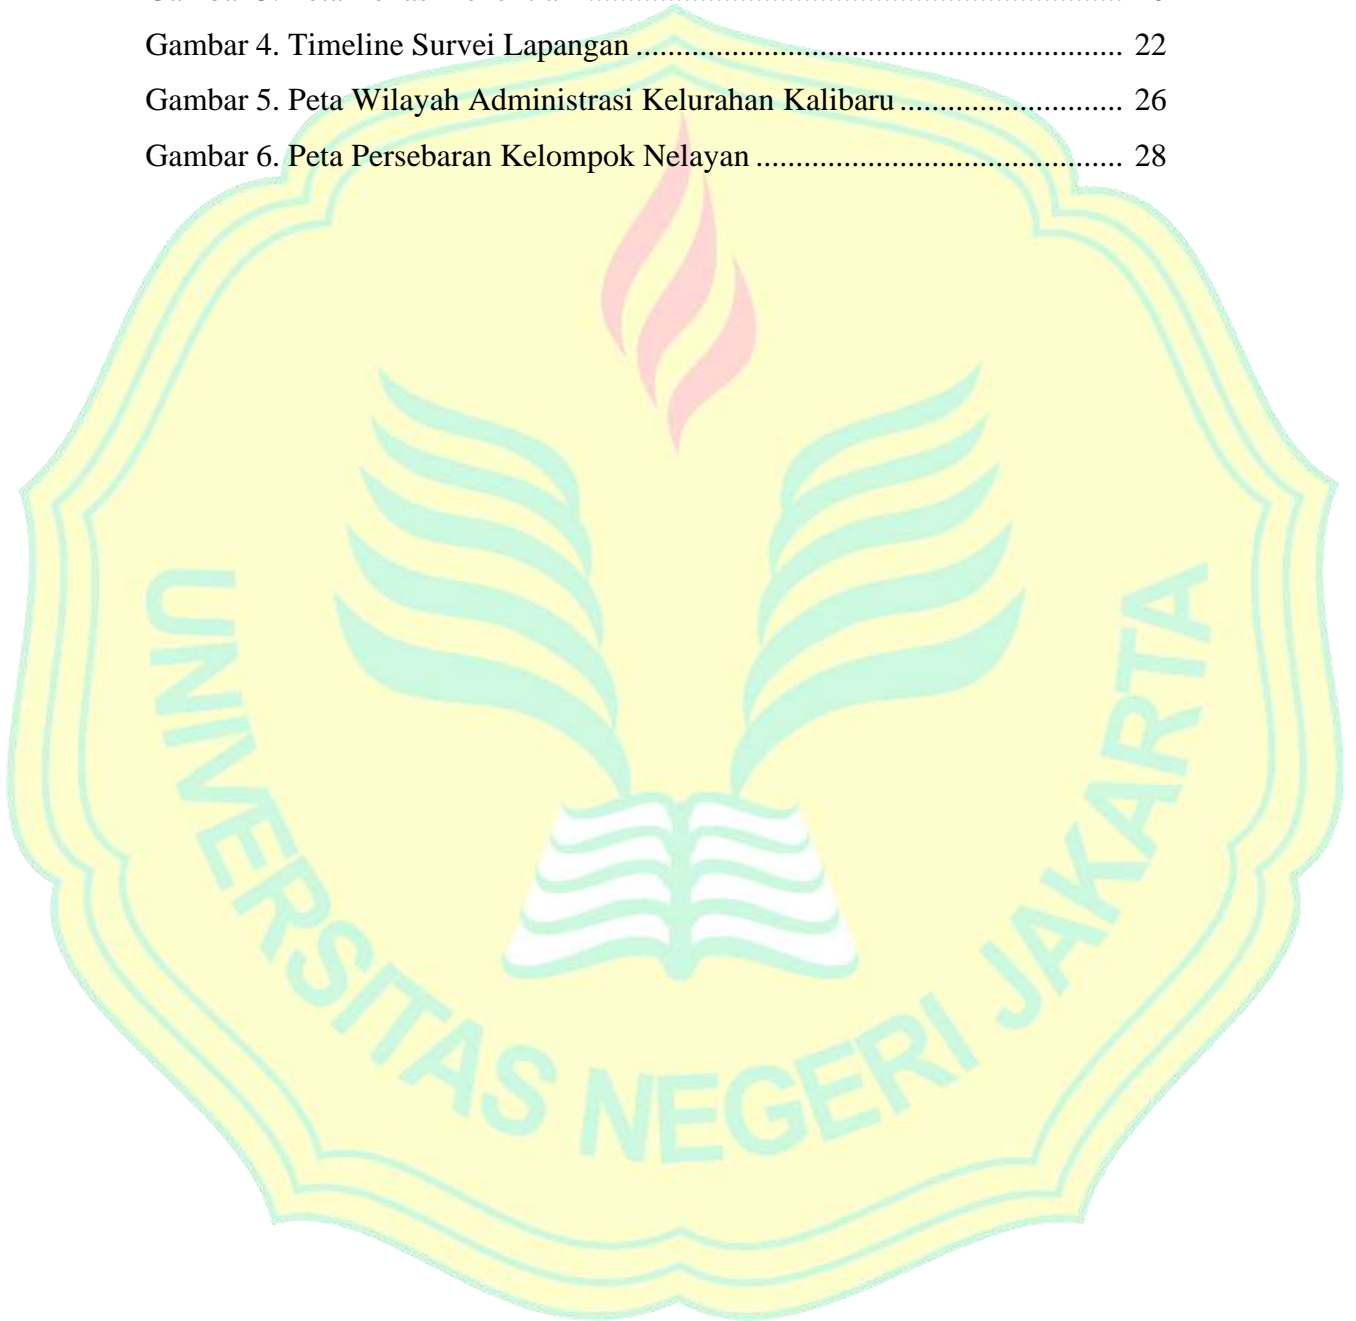 Gambar 4. Timeline Survei Lapangan ............................................................. 22
Gambar 5. Peta Wilayah Administrasi Kelurahan Kalibaru ............................ 26
Gambar 6. Peta Persebaran Kelompok Nelayan .............................................. 28
UNIVERSITAS NEGERI JAKARTA